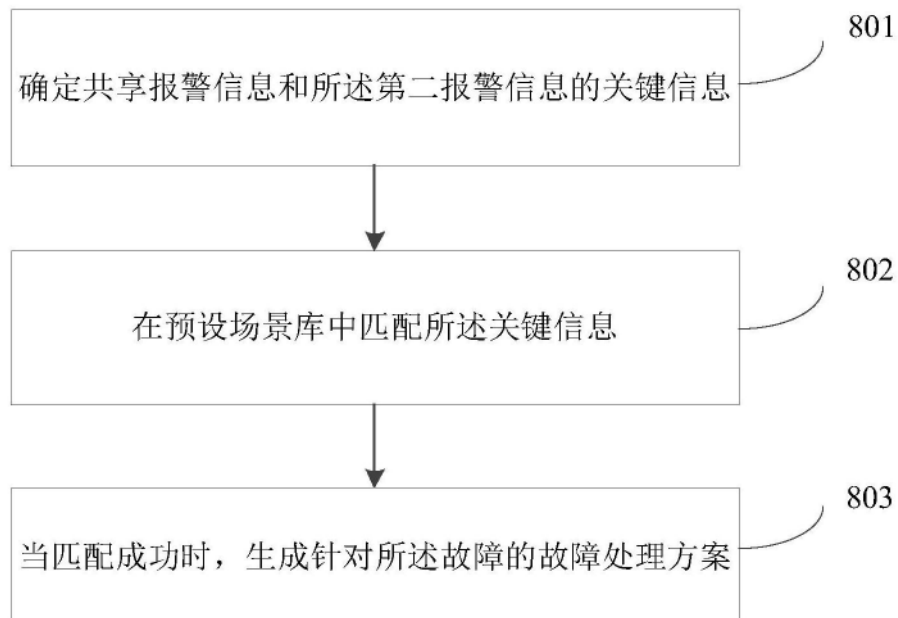 801
确定共享报警信息和所述第二报警信息的关键信息
802
在预设场景库中匹配所述关键信息
803
当匹配成功时，生成针对所述故障的故障处理方案